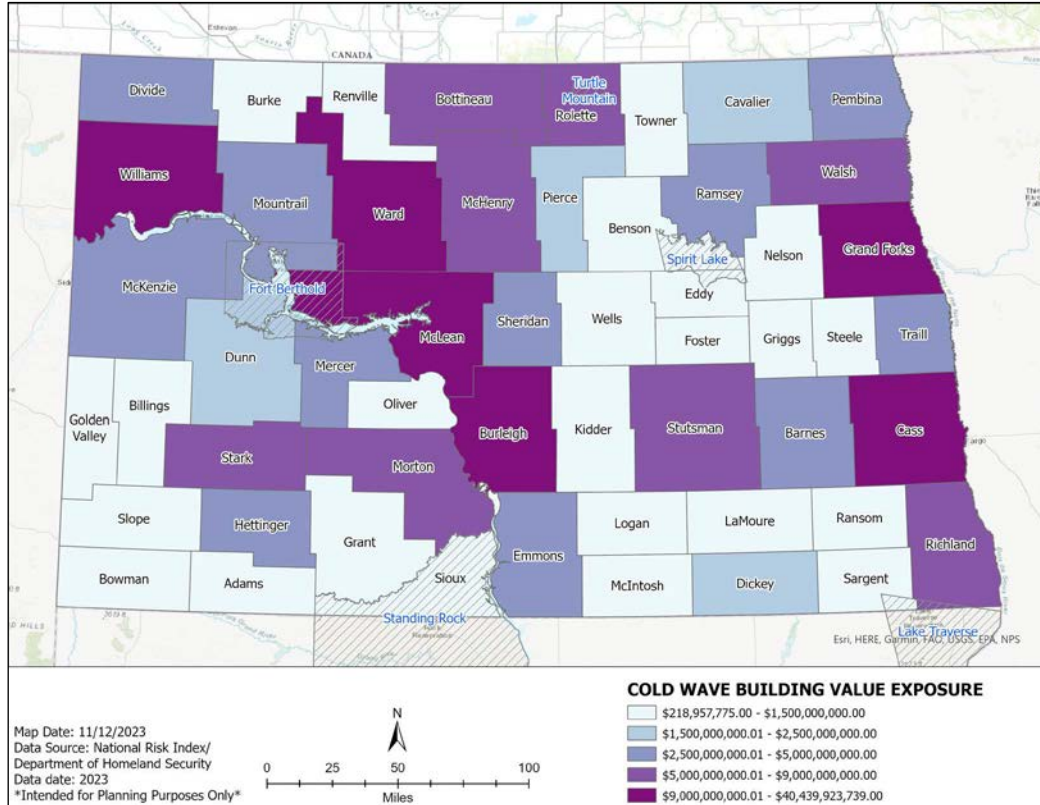 Estevan
CANADA
Divide
Burke
Renville
Bottineau
Turtle
Mountain
Rolette
Towner
Cavalier
Pembina
Williams
Mountrail
Ward
McHenry
Pierce
Benson
Ramsey
Walsh
Spirit Lake
Nelson
Grand Forks
McKenzie
Fort Berthold
McLean
Sheridan
Wells
Eddy
Foster
Griggs
Steele
Traill
Dunn
Mercer
Oliver
Golden
Valley
Billings
Burleigh
Kidder
Stutsman
Barnes
Cass
Stark
Morton
Slope
Hettinger
Grant
Emmons
Logan
LaMoure
Ransom
Richland
Bowman
Adams
Sioux
McIntosh
Dickey
Sargent
Standing Rock
Lake Traverse
Esri, HERE, Garmin, FAO, USGS, EPA, NPS
COLD WAVE BUILDING VALUE EXPOSURE
$218,957,775.00 - $1,500,000,000.00
$1,500,000,000.01 - $2,500,000,000.00
$2,500,000,000.01 - $5,000,000,000.00
$5,000,000,000.01 - $9,000,000,000.00
$9,000,000,000.01 - $40,439,923,739.00
Map Date: 11/12/2023
Data Source: National Risk Index/
Department of Homeland Security
Data date: 2023
*Intended for Planning Purposes Only*
N
0 25 50 100
Miles